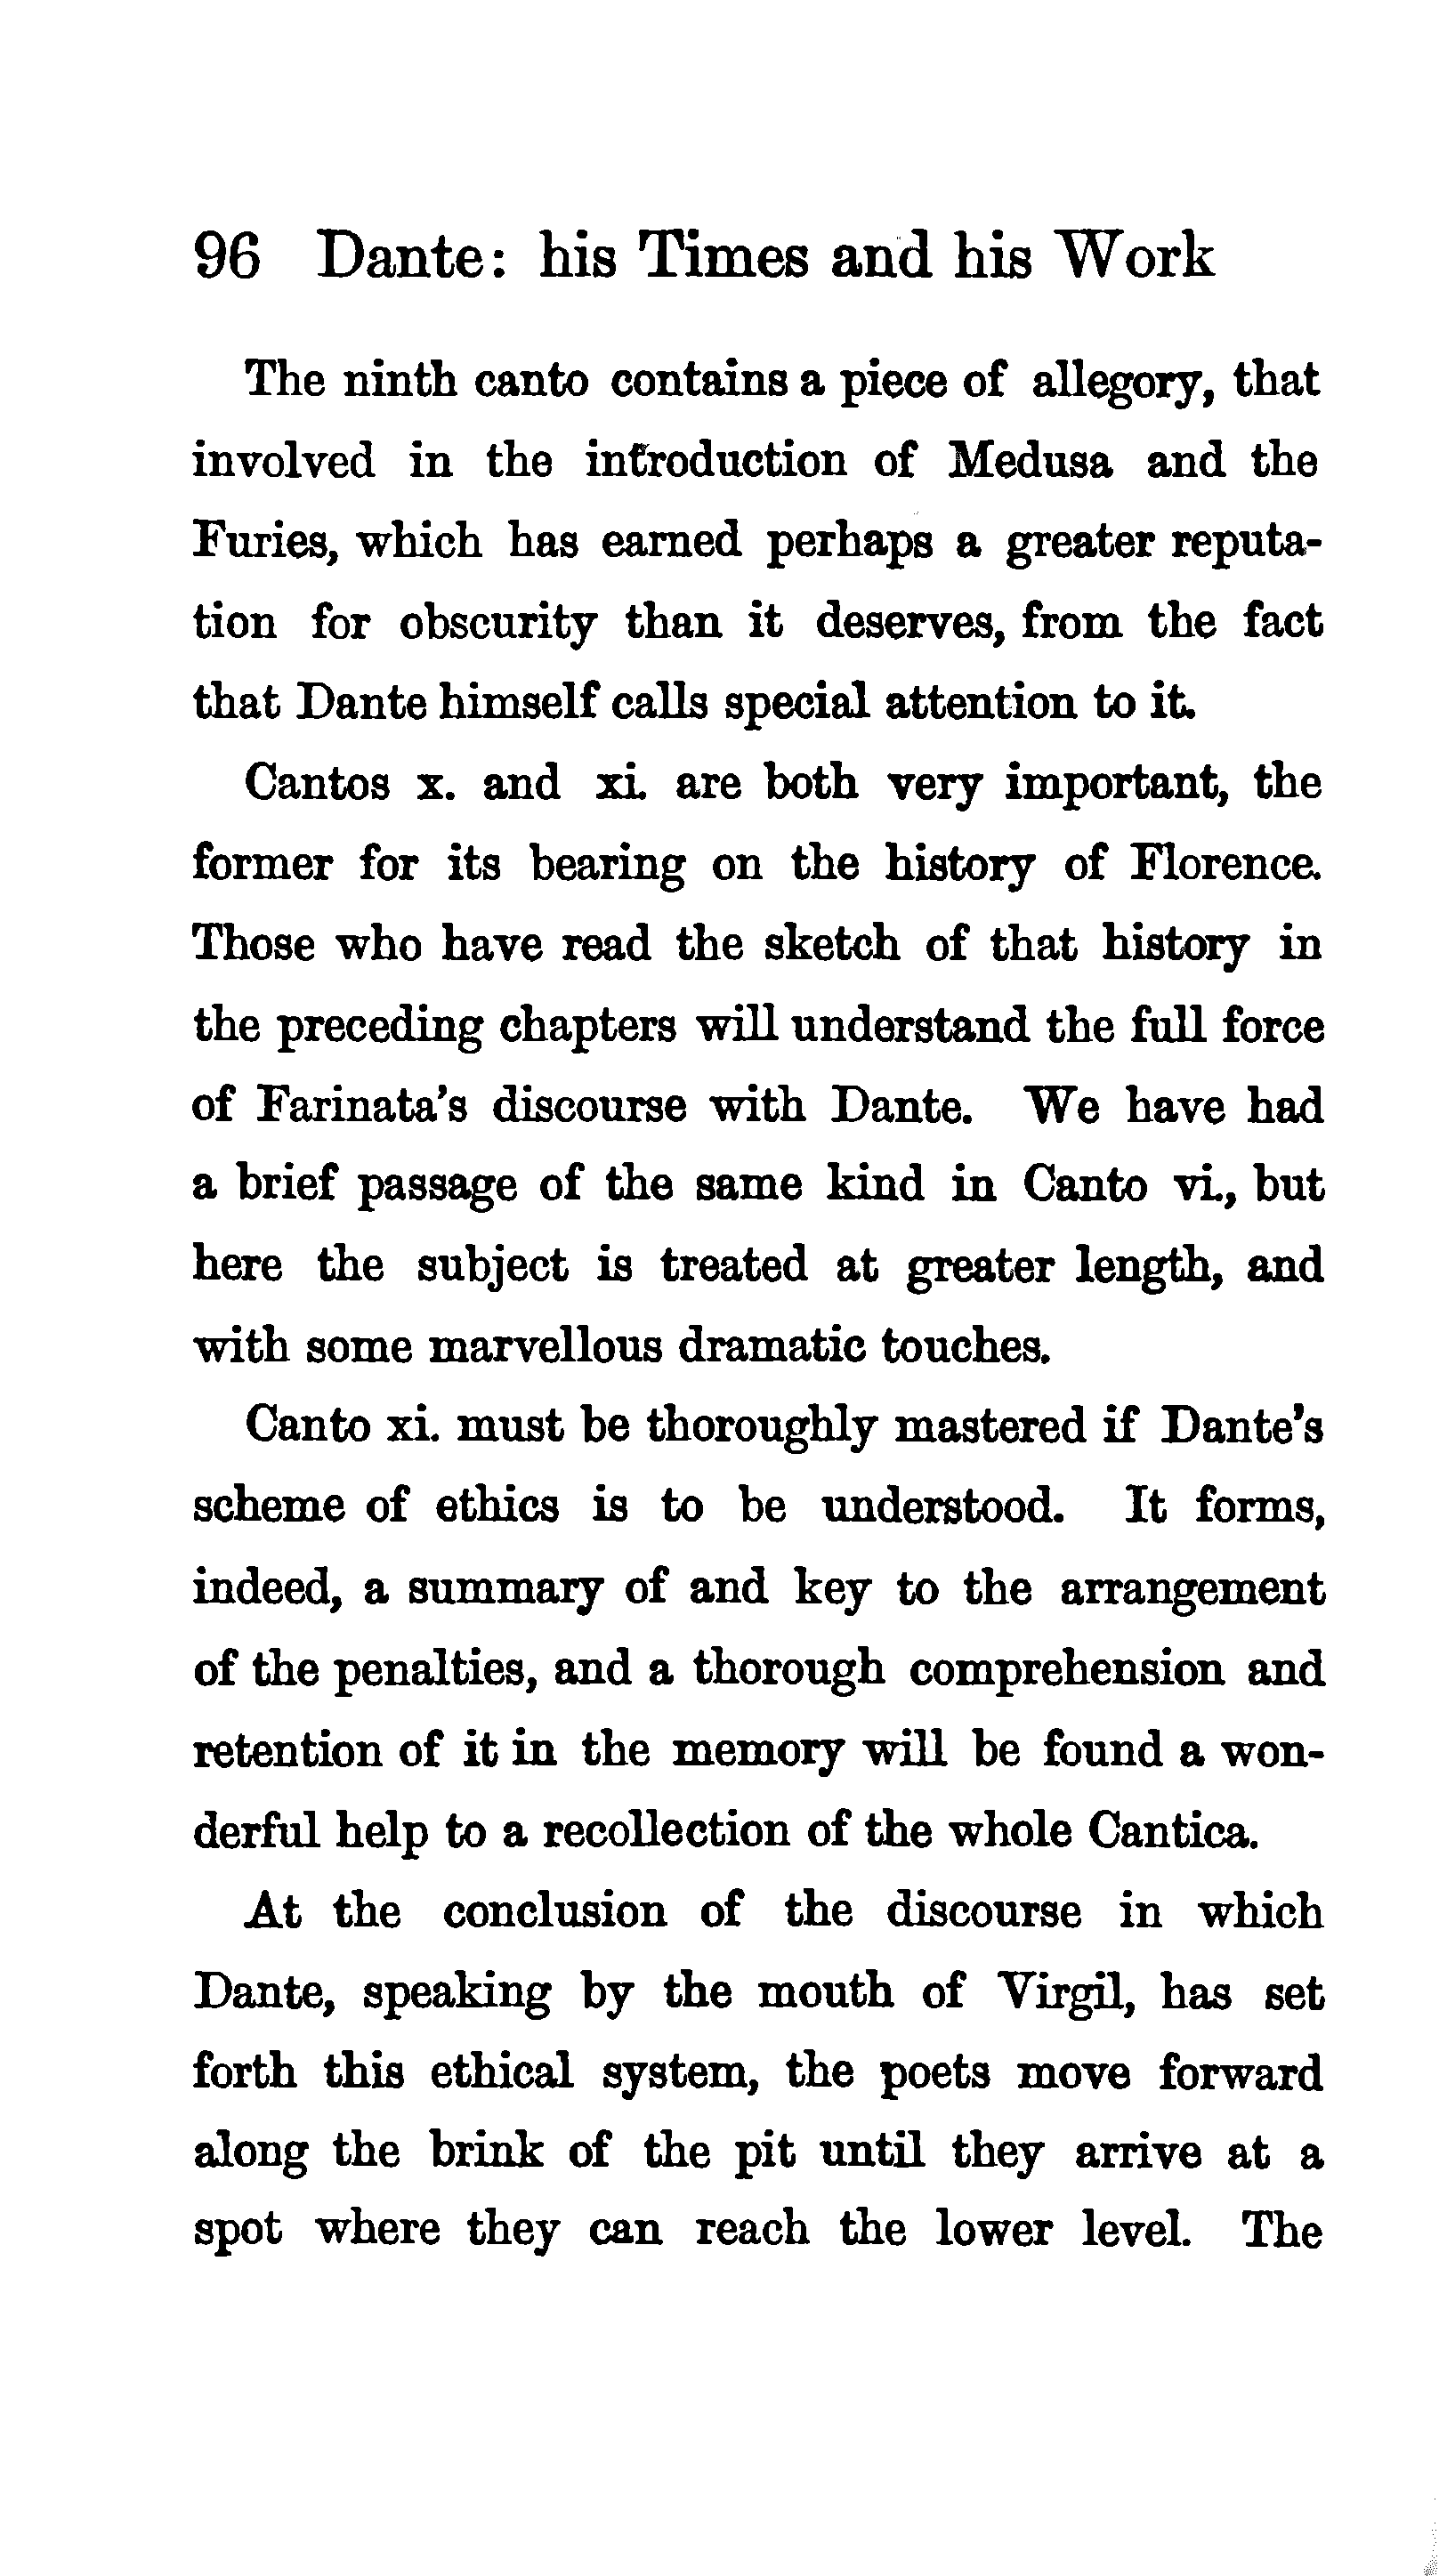 96 Dante: his Times and his Work
The ninth canto contains a piece of allegory, that
involved in the introduction of Medusa and the
Furies, which has earned perhaps a greater reputa-
tion for obscurity than it deserves, from the fact
that Dante himself calls special attention to it.
Cantos x. and xi. are both very important, the
former for its bearing on the history of Florence.
Those who have read the sketch of that history in
the preceding chapters will understand the full force
of Farinata's discourse with Dante. We have had
a brief passage of the same kind in Canto vi., but
here the subject is treated at greater length, and
with some marvellous dramatic touches.
Canto xi. must be thoroughly mastered if Dante's
scheme of ethics is to be understood. It forms,
indeed, a summary of and key to the arrangement
of the penalties, and a thorough comprehension and
retention of it in the memory will be found a won-
derful help to a recollection of the whole Cantica.
At the conclusion of the discourse in which
Dante, speaking by the mouth of Virgil, has set
forth this ethical system, the poets move forward
along the brink of the pit until they arrive at a
spot where they can reach the lower level. The